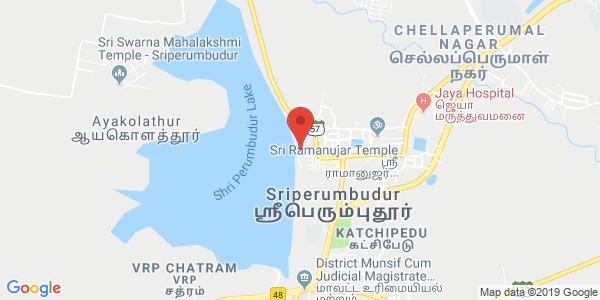 CHELLAPERUMAL
NAGAR
செல்லப்பெருமாள்
நகர்
Sri Swarna Mahalakshmi
Temple - Sriperumbudur
Jaya Hospital
ஜெயா
மருத்துவமனை
Ayakolathur
ஆயகொளத்தூர்
Shri Perumbudur Lake
57
Sri Ramanujar Temple
ஸ்ரீ
ராமானுஜர்...
Sriperumbudur
ஸ்ரீபெரும்புதூர்
KATCHIPEDU
கட்சிபேடு
VRP CHATRAM
VRP
சத்ரம்
District Munsif Cum
Judicial Magistrate...
மாவட்ட உரிமையியல்
மற்றும்
48
Google
Map data ©2019 Google